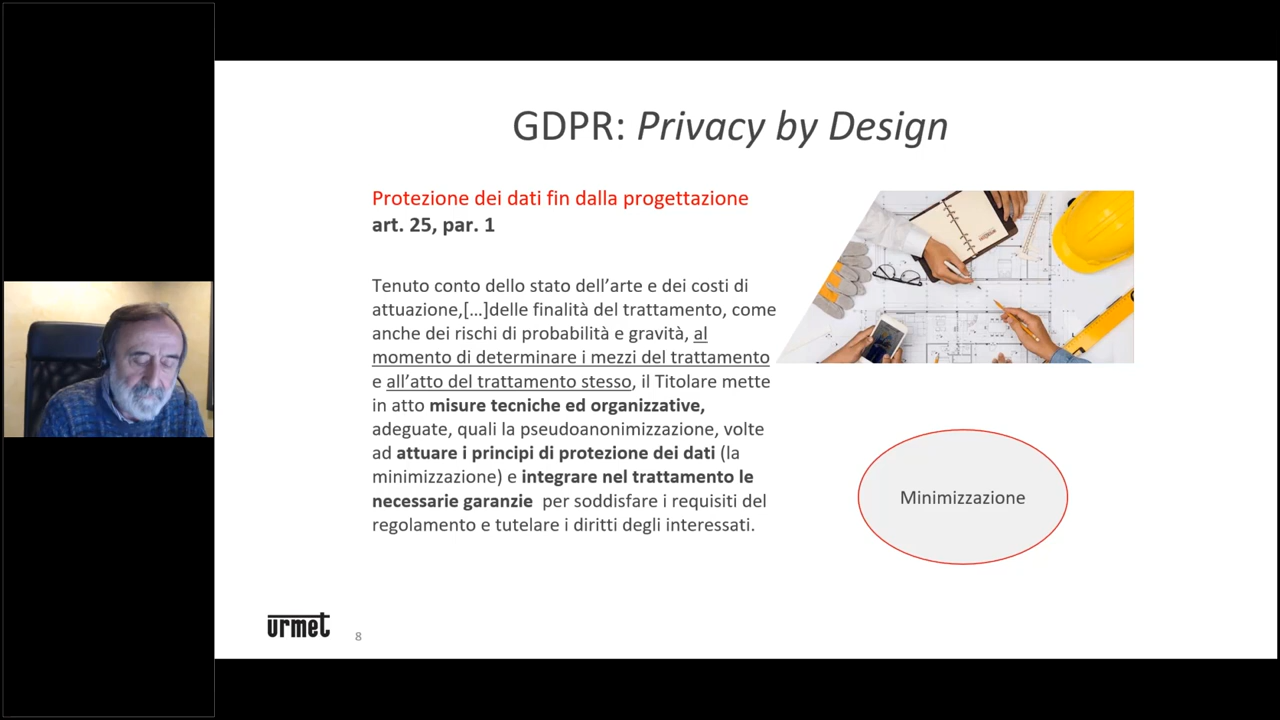 GDPR: Privacy by Design
Protezione dei dati fin dalla progettazione
art. 25, par. 1
Tenuto conto dello stato dell’arte e dei costi di
attuazione,[…]delle finalità del trattamento, come
anche dei rischi di probabilità e gravità, al
momento di determinare i mezzi del trattamento
e all’atto del trattamento stesso, il Titolare mette
in atto misure tecniche ed organizzative,
adeguate, quali la pseudoanonimizzazione, volte
ad attuare i principi di protezione dei dati (la
minimizzazione) e integrare nel trattamento le
necessarie garanzie per soddisfare i requisiti del
regolamento e tutelare i diritti degli interessati.
Minimizzazione
urmet
8